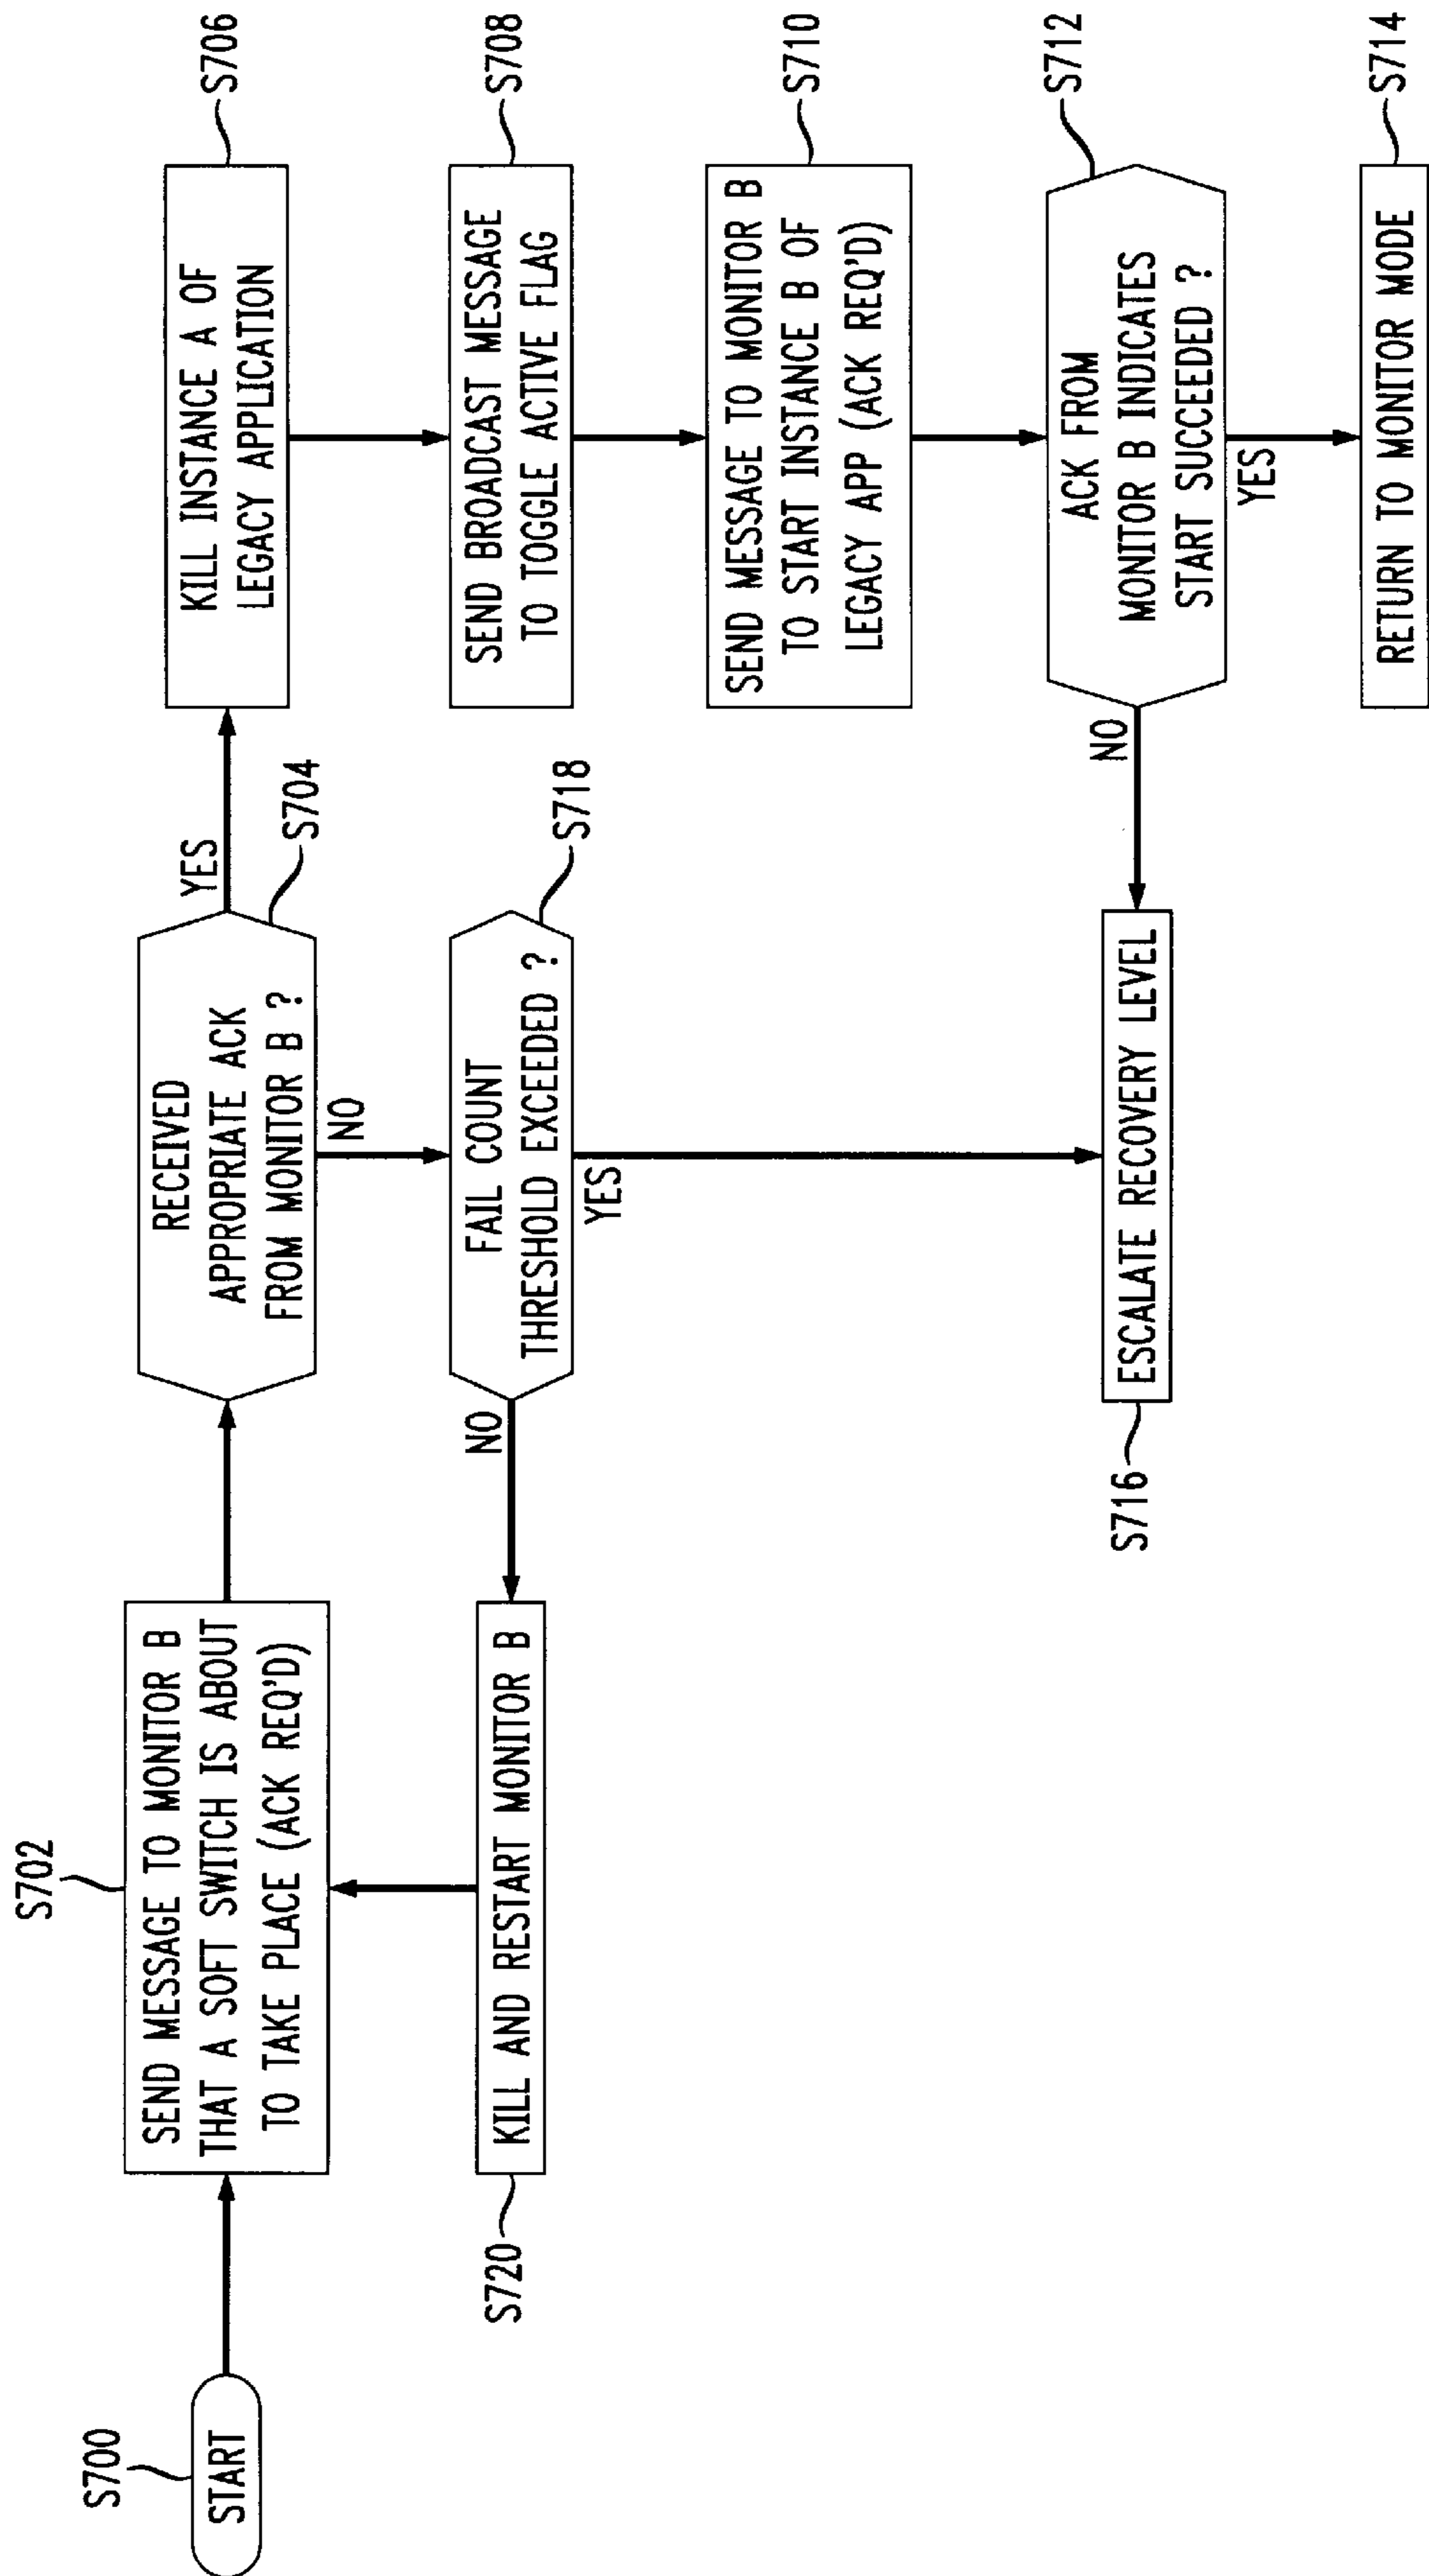 S700
START
S702
SEND MESSAGE TO MONITOR B
THAT A SOFT SWITCH IS ABOUT
TO TAKE PLACE (ACK REQ'D)
RECEIVED
APPROPRIATE ACK
FROM MONITOR B ?
S704
YES
NO
KILL INSTANCE A OF
LEGACY APPLICATION
S706
S720
KILL AND RESTART MONITOR B
NO
FAIL COUNT
THRESHOLD EXCEEDED ?
S718
YES
SEND BROADCAST MESSAGE
TO TOGGLE ACTIVE FLAG
S708
SEND MESSAGE TO MONITOR B
TO START INSTANCE B OF
LEGACY APP (ACK REQ'D)
S710
S716
ESCALATE RECOVERY LEVEL
NO
ACK FROM
MONITOR B INDICATES
START SUCCEEDED ?
S712
YES
RETURN TO MONITOR MODE
S714